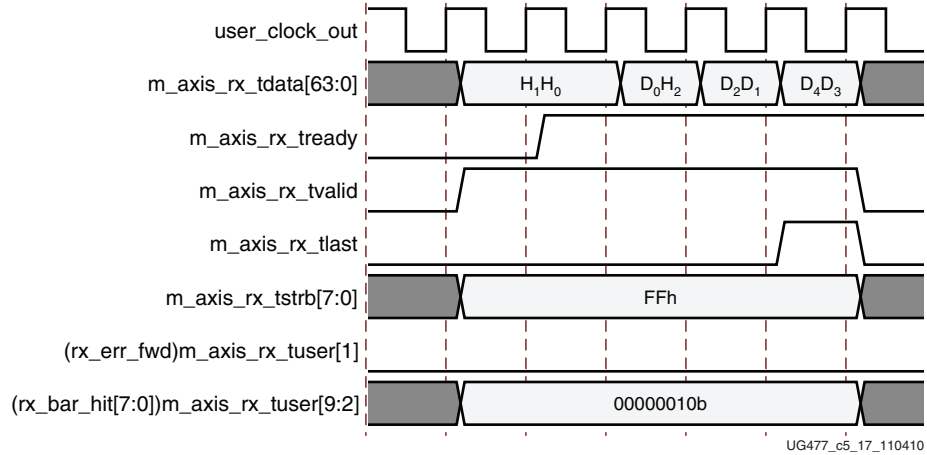 user_clock_out
m_axis_rx_tdata[63:0] H₁H₀ D₀H₂ D₂D₁ D₄D₃
m_axis_rx_tready
m_axis_rx_tvalid
m_axis_rx_tlast
m_axis_rx_tstrb[7:0] FFh
(rx_err_fwd)m_axis_rx_tuser[1]
(rx_bar_hit[7:0])m_axis_rx_tuser[9:2] 00000010b
UG477_c5_17_110410